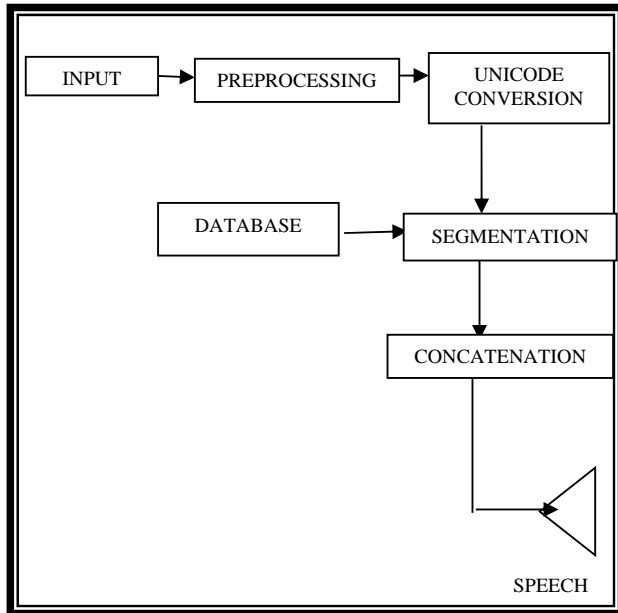 INPUT
PREPROCESSING
UNICODE
CONVERSION
DATABASE
SEGMENTATION
CONCATENATION
SPEECH